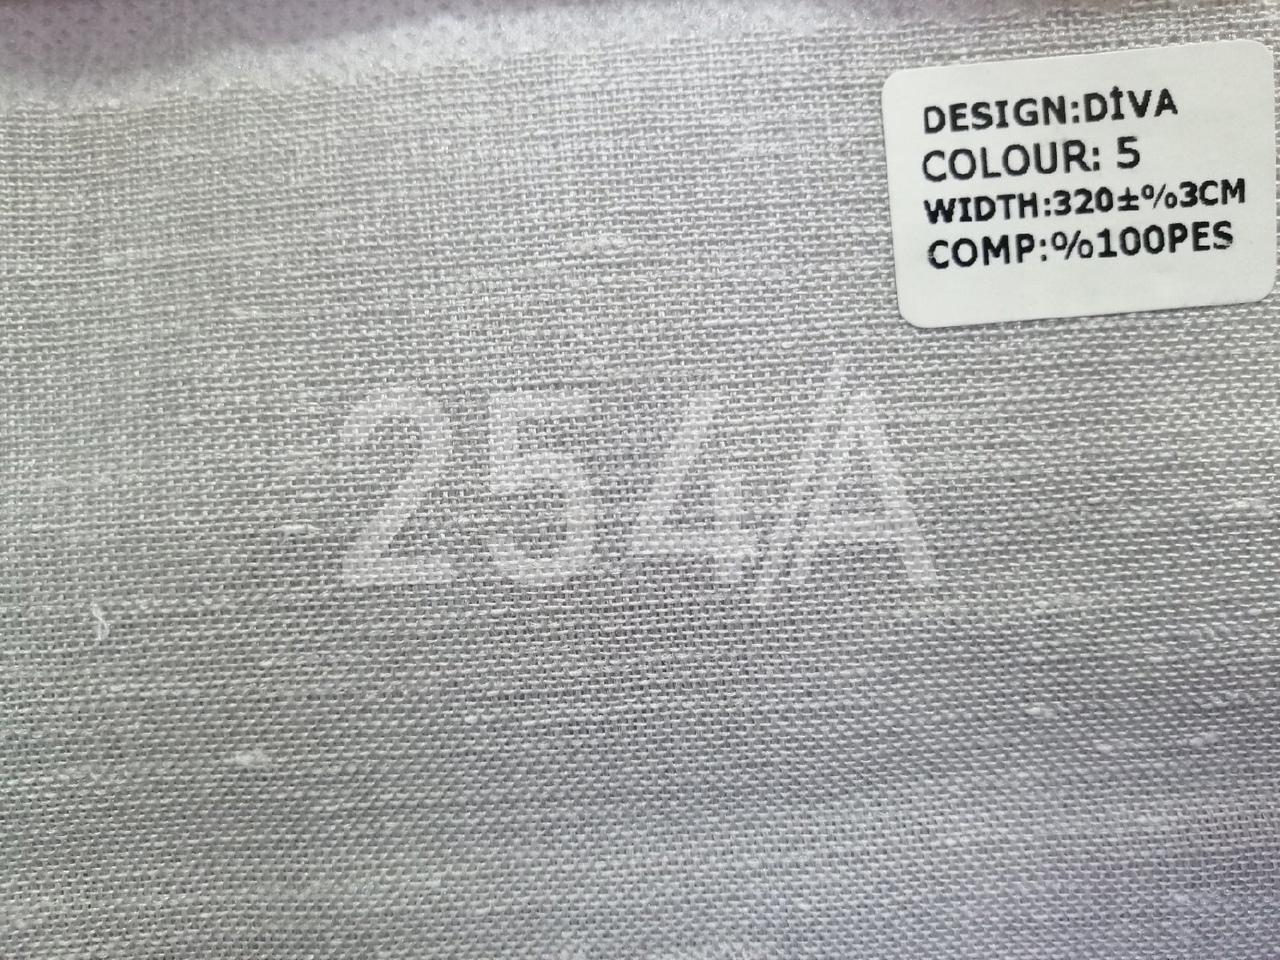 DESIGN:DİVA
COLOUR: 5
WIDTH:320±%3CM
COMP:%100PES
254/A